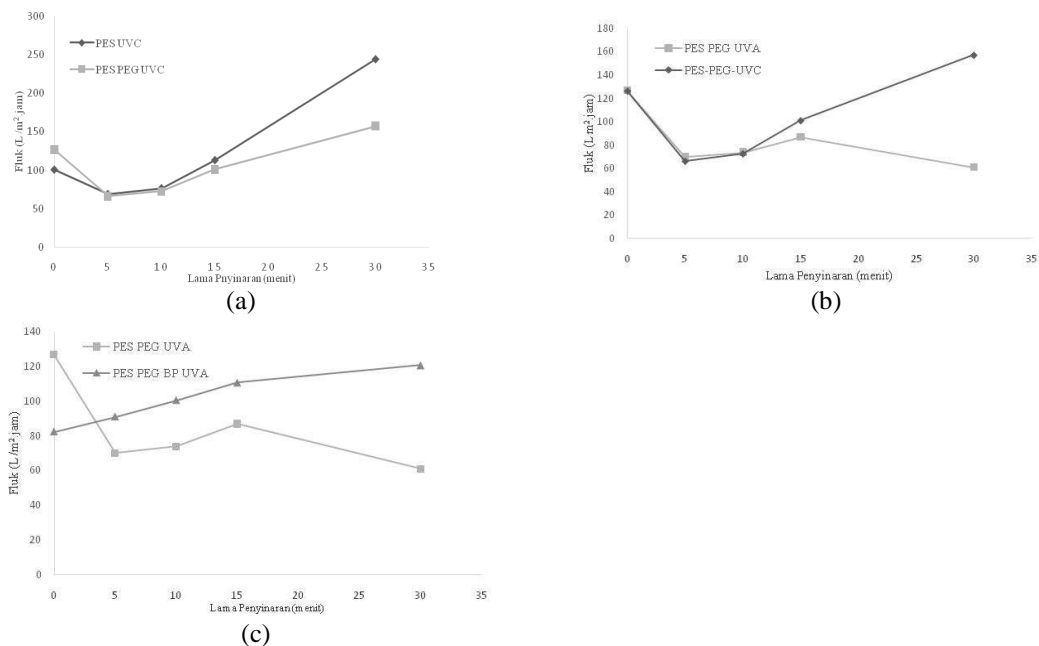 300
250
200
150
100
50
0
PES UVC
PES PEG UVC
Fluk (L /m² jam)
0 5 10 15 20 25 30 35
Lama Pnyinaran (menit)
(a)
180
160
140
120
100
80
60
40
20
0
PES PEG UVA
PES-PEG-UVC
Fluk (L m² jam)
0 5 10 15 20 25 30 35
Lama Penyinaran (menit)
(b)
140
120
100
80
60
40
20
0
PES PEG UVA
PES PEG BP UVA
Fluk (L/m² jam)
0 5 10 15 20 25 30 35
Lama Penyinaran (menit)
(c)